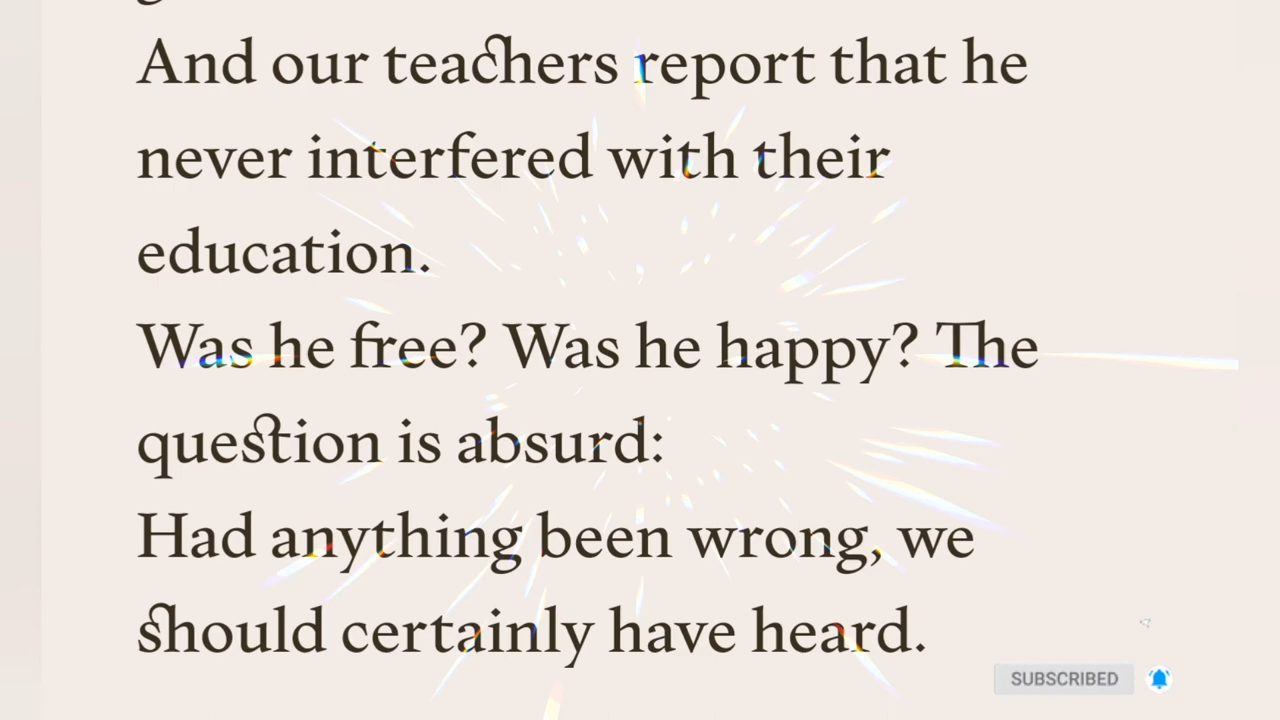 And our teachers report that he
never interfered with their
education.
Was he free? Was he happy? The
question is absurd:
Had anything been wrong, we
should certainly have heard.
SUBSCRIBED